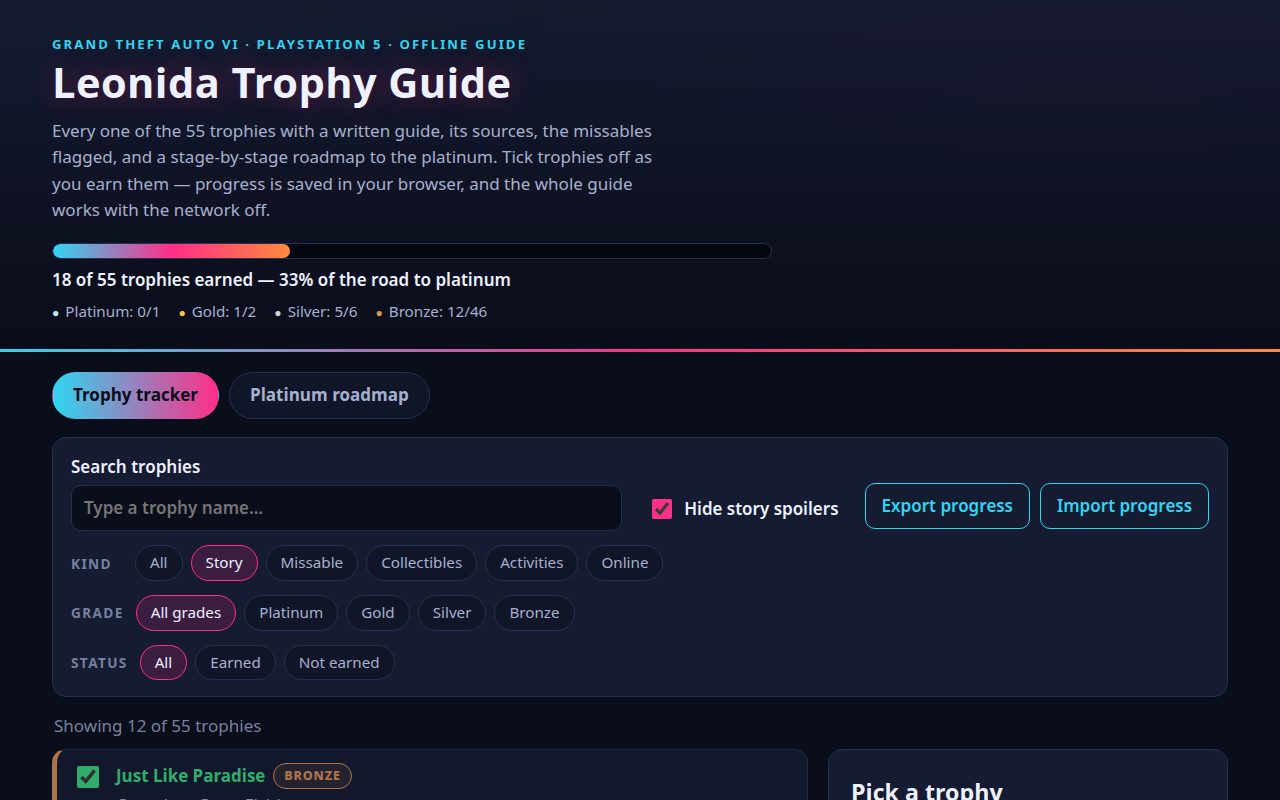 GRAND THEFT AUTO VI · PLAYSTATION 5 · OFFLINE GUIDE
Leonida Trophy Guide
Every one of the 55 trophies with a written guide, its sources, the missables
flagged, and a stage-by-stage roadmap to the platinum. Tick trophies off as
you earn them — progress is saved in your browser, and the whole guide
works with the network off.
18 of 55 trophies earned — 33% of the road to platinum
Platinum: 0/1 Gold: 1/2 Silver: 5/6 Bronze: 12/46
Trophy tracker Platinum roadmap
Search trophies
Type a trophy name... Hide story spoilers Export progress Import progress
KIND All Story Missable Collectibles Activities Online
GRADE All grades Platinum Gold Silver Bronze
STATUS All Earned Not earned
Showing 12 of 55 trophies
Just Like Paradise BRONZE
Pick a trophy